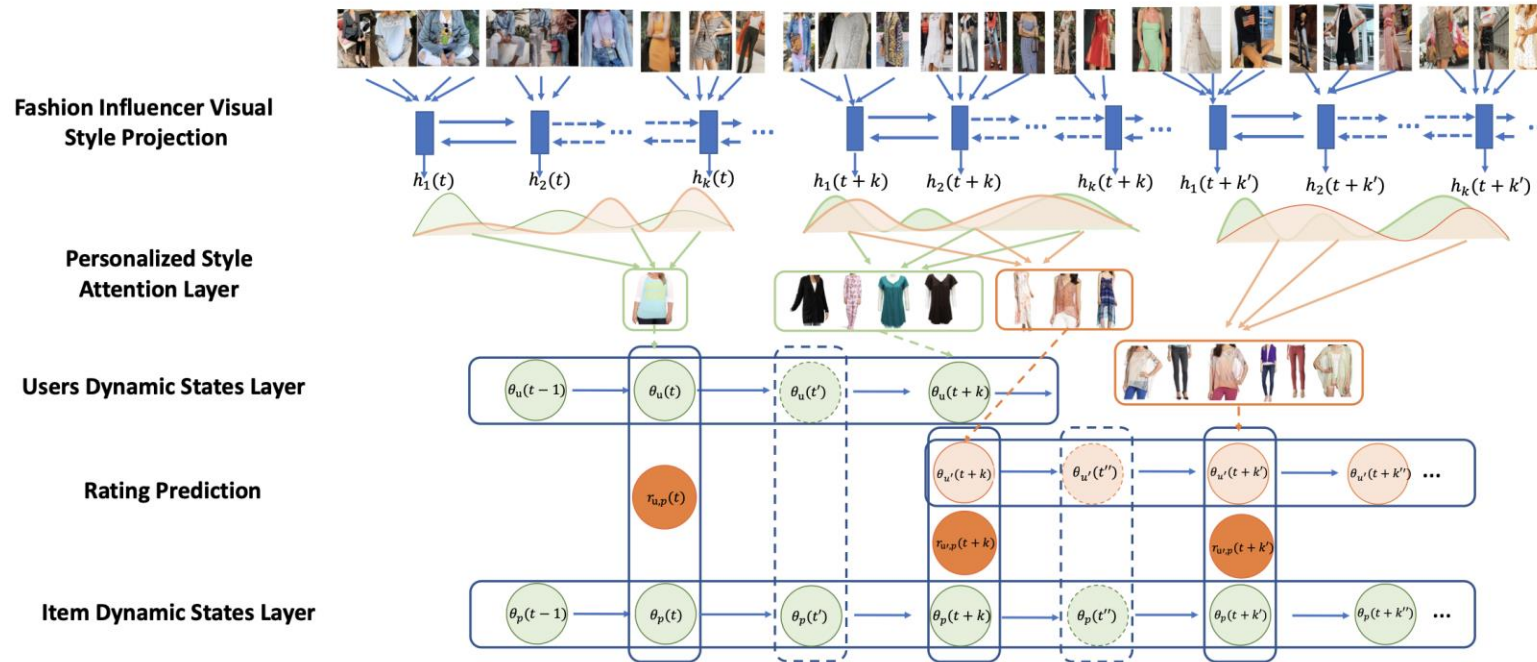 Fashion Influencer Visual
Style Projection
... ... ... ... ... ...
h₁(t) h₂(t) hₖ(t) h₁(t + k) h₂(t + k) hₖ(t + k) h₁(t + k′) h₂(t + k′) hₖ(t + k′)
Personalized Style
Attention Layer
Users Dynamic States Layer
θᵤ(t − 1) θᵤ(t) θᵤ(t′) θᵤ(t + k)
θᵤ′(t + k) θᵤ′(t′′) θᵤ′(t + k′) θᵤ′(t + k′′) ...
Rating Prediction
rᵤ,ₚ(t) rᵤ′,ₚ(t + k) rᵤ′,ₚ(t + k′)
Item Dynamic States Layer
θₚ(t − 1) θₚ(t) θₚ(t′) θₚ(t + k) θₚ(t′′) θₚ(t + k′) θₚ(t + k′′) ...